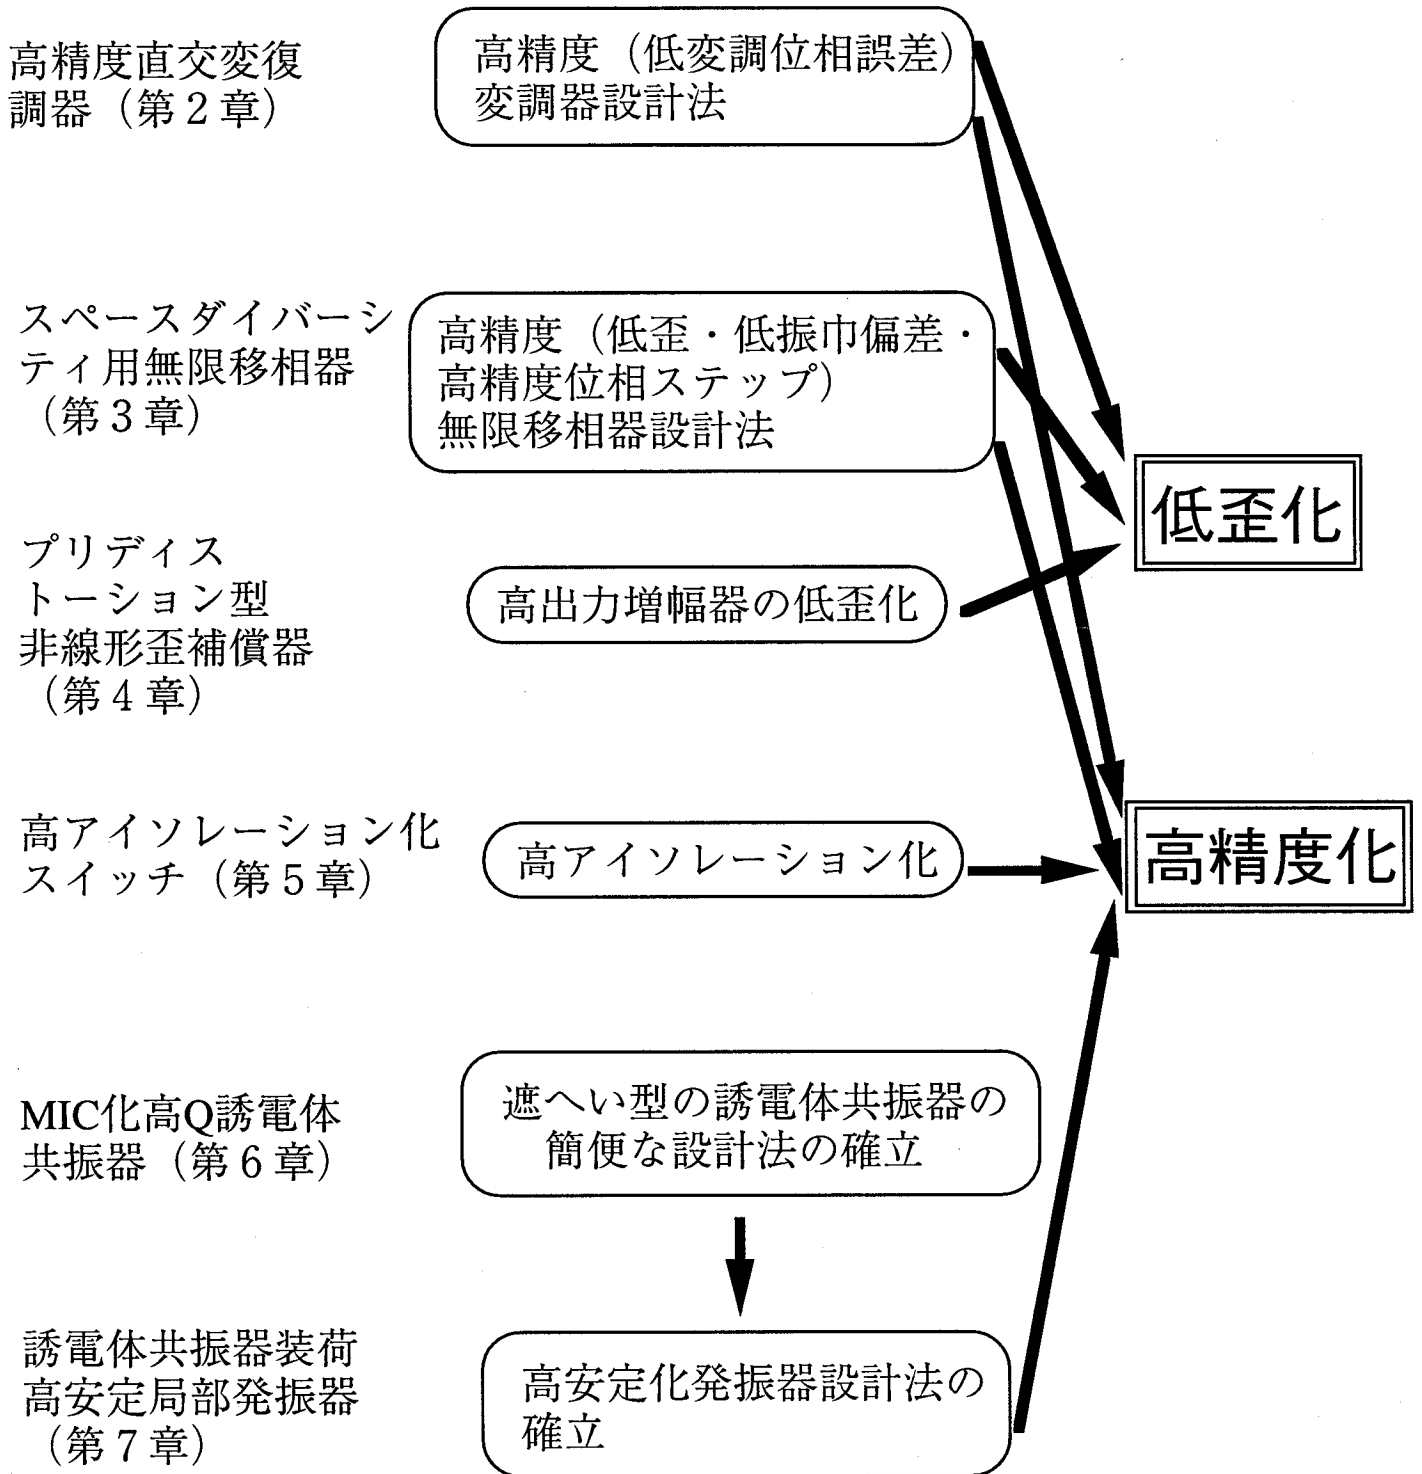 高精度直交変復
調器（第２章）
高精度（低変調位相誤差）
変調器設計法
スペースダイバーシ
ティ用無限移相器
（第３章）
高精度（低歪・低振巾偏差・
高精度位相ステップ）
無限移相器設計法
低歪化
プリディス
トーション型
非線形歪補償器
（第４章）
高出力増幅器の低歪化
高アイソレーション化
スイッチ（第５章）
高アイソレーション化
高精度化
MIC化高Q誘電体
共振器（第６章）
遮へい型の誘電体共振器の
簡便な設計法の確立
誘電体共振器装荷
高安定局部発振器
（第７章）
高安定化発振器設計法の
確立